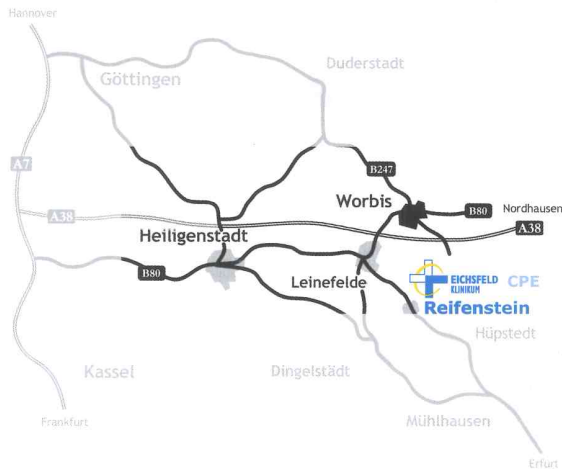 Hannover
Göttingen
Duderstadt
A7
B247
Worbis
B80
Nordhausen
A38
A38
Heiligenstadt
B80
Leinefelde
EICHSFELD
KLINIKUM
CPE
Reifenstein
Hüpstedt
Kassel
Dingelstädt
Mühlhausen
Frankfurt
Erfurt